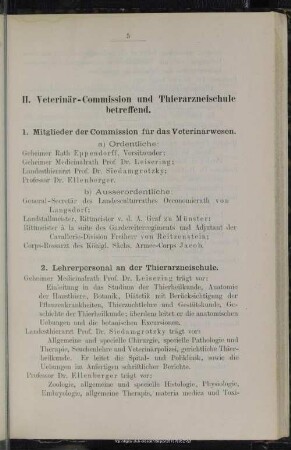 5
II. Veterinär-Commission und Thierarzneischule
betreffend.
1. Mitglieder der Commission für das Veterinärwesen.
a) Ordentliche:
Geheimer Rath Eppendorff, Vorsitzender;
Geheimer Medicinalrath Prof. Dr. Leisering;
Landesthierarzt Prof. Dr. Siedamgrotzky;
Professor Dr. Ellenberger.
b) Ausserordentliche:
General-Secretär des Landesculturrathes Oeconomierath von
Langsdorf;
Landstallmeister, Rittmeister v. d. A. Graf zu Münster;
Rittmeister à la suite des Gardereiterregiments und Adjutant der
Cavallerie-Division Freiherr von Reitzenstein;
Corps-Rossarzt des Königl. Sächs. Armee-Corps Jacob.
2. Lehrerpersonal an der Thierarzneischule.
Geheimer Medicinalrath Prof. Dr. Leisering trägt vor:
Einleitung in das Studium der Thierheilkunde, Anatomie
der Hausthiere, Botanik, Diätetik mit Berücksichtigung der
Pflanzenkrankheiten, Thierzuchtlehre und Gestütskunde, Ge-
schichte der Thierheilkunde; überdem leitet er die anatomischen
Uebungen und die botanischen Excursionen.
Landesthierarzt Prof. Dr. Siedamgrotzky trägt vor:
Allgemeine und specielle Chirurgie, specielle Pathologie und
Therapie, Seuchenlehre und Veterinärpolizei, gerichtliche Thier-
heilkunde. Er leitet die Spital- und Poliklinik, sowie die
Uebungen im Anfertigen schriftlicher Berichte.
Professor Dr. Ellenberger trägt vor:
Zoologie, allgemeine und specielle Histologie, Physiologie,
Embryologie, allgemeine Therapie, materia medica und Toxi-